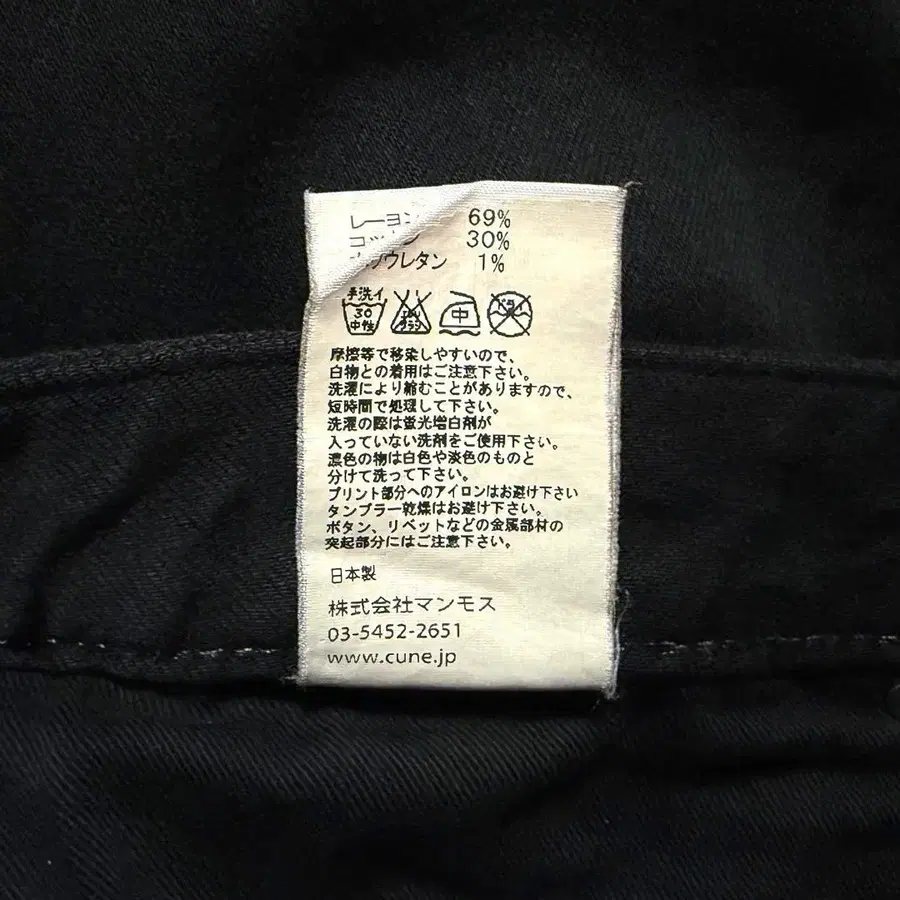 レーヨン 69%
コットン 30%
ポリウレタン 1%
手洗イ 30 中性 エンソサラシ 中 ドライ
摩擦等で移染しやすいので、
白物との着用はご注意下さい。
洗濯により縮むことがありますので、
短時間で処理して下さい。
洗濯の際は蛍光増白剤が
入っていない洗剤をご使用下さい。
濃色の物は白色や淡色のものと
分けて洗って下さい。
プリント部分へのアイロンはお避け下さい
タンブラー乾燥はお避け下さい。
ボタン、リベットなどの金属部材の
突起部分にはご注意下さい。
日本製
株式会社マンモス
03-5452-2651
www.cune.jp